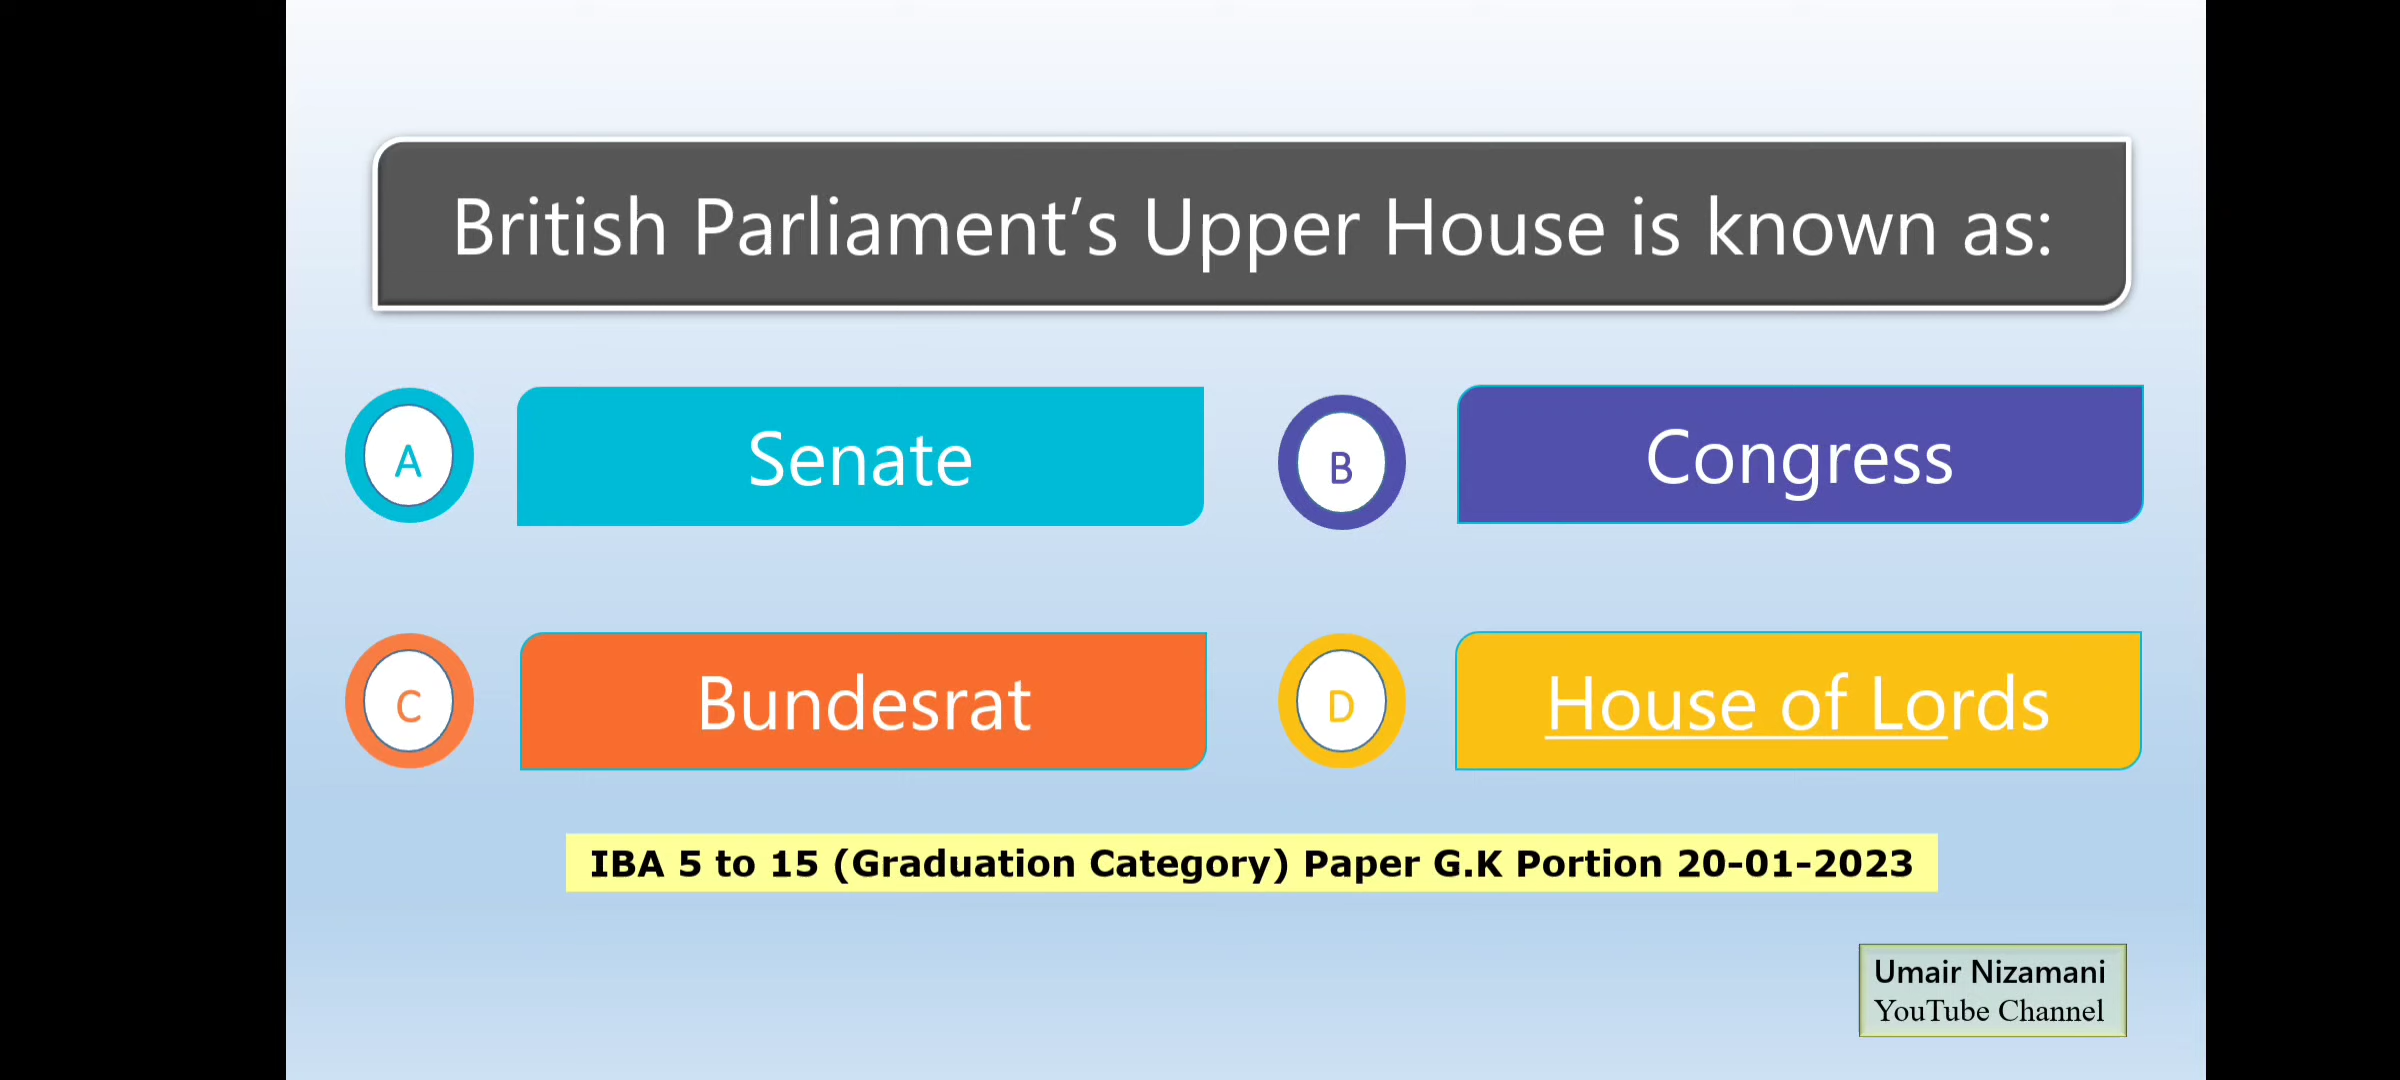 British Parliament‘s Upper House is known as:
A
Senate
B
Congress
C
Bundesrat
D
House of Lords
IBA 5 to 15 (Graduation Category) Paper G.K Portion 20-01-2023
Umair Nizamani
YouTube Channel